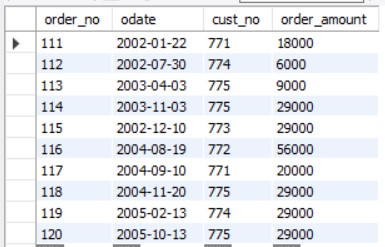 order_no odate cust_no order_amount
111 2002-01-22 771 18000
112 2002-07-30 774 6000
113 2003-04-03 775 9000
114 2003-11-03 775 29000
115 2002-12-10 773 29000
116 2004-08-19 772 56000
117 2004-09-10 771 20000
118 2004-11-20 775 29000
119 2005-02-13 774 29000
120 2005-10-13 775 29000